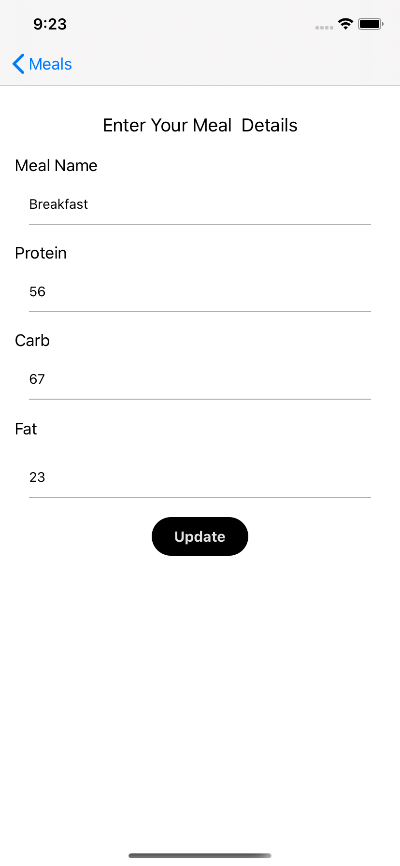 9:23
Meals
Enter Your Meal  Details
Meal Name
Breakfast
Protein
56
Carb
67
Fat
23
Update